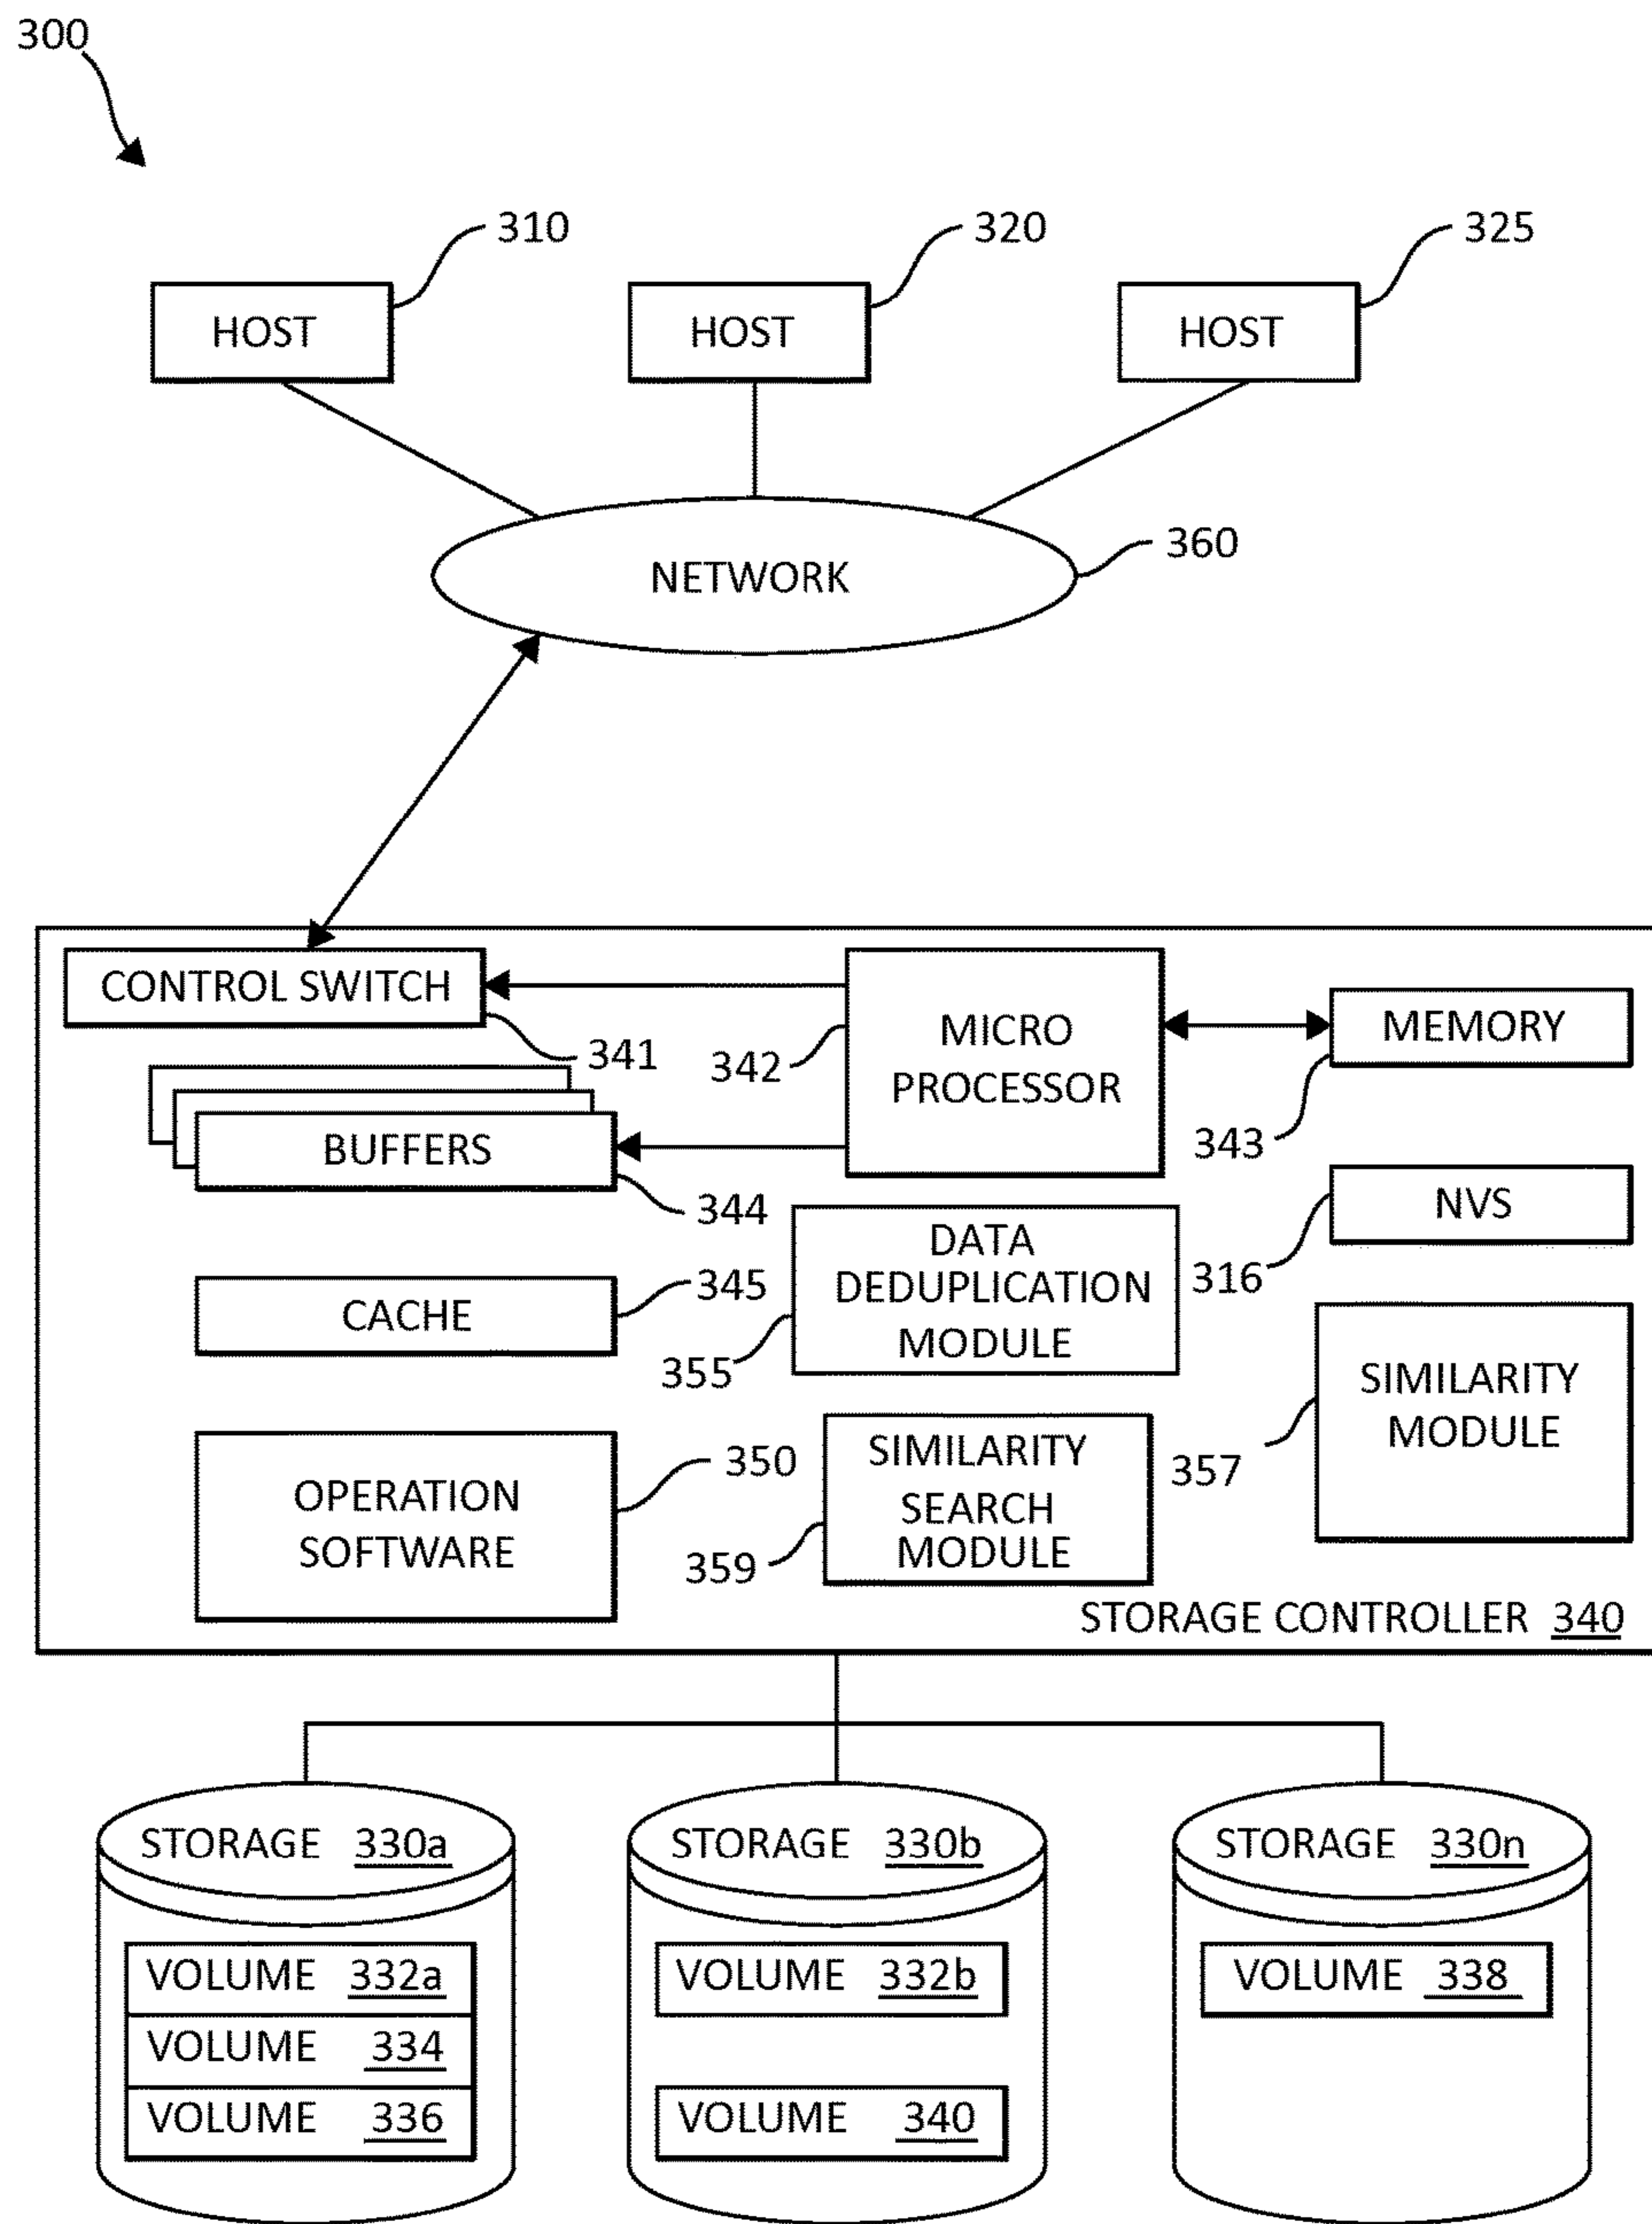 300
310
320
325
HOST
HOST
HOST
360
NETWORK
CONTROL SWITCH
341
342
MICRO
PROCESSOR
MEMORY
343
BUFFERS
344
NVS
316
DATA
DEDUPLICATION
MODULE
355
CACHE
345
SIMILARITY
MODULE
357
OPERATION
SOFTWARE
350
SIMILARITY
SEARCH
MODULE
359
STORAGE CONTROLLER 340
STORAGE 330a
VOLUME 332a
VOLUME 334
VOLUME 336
STORAGE 330b
VOLUME 332b
VOLUME 340
STORAGE 330n
VOLUME 338